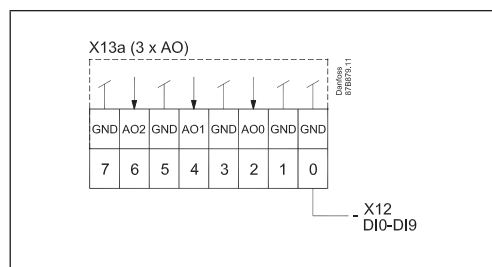 X13a (3 x AO)
Danfoss
87B879.11
GND AO2 GND AO1 GND AO0 GND GND
7 6 5 4 3 2 1 0
- X12
DI0-DI9